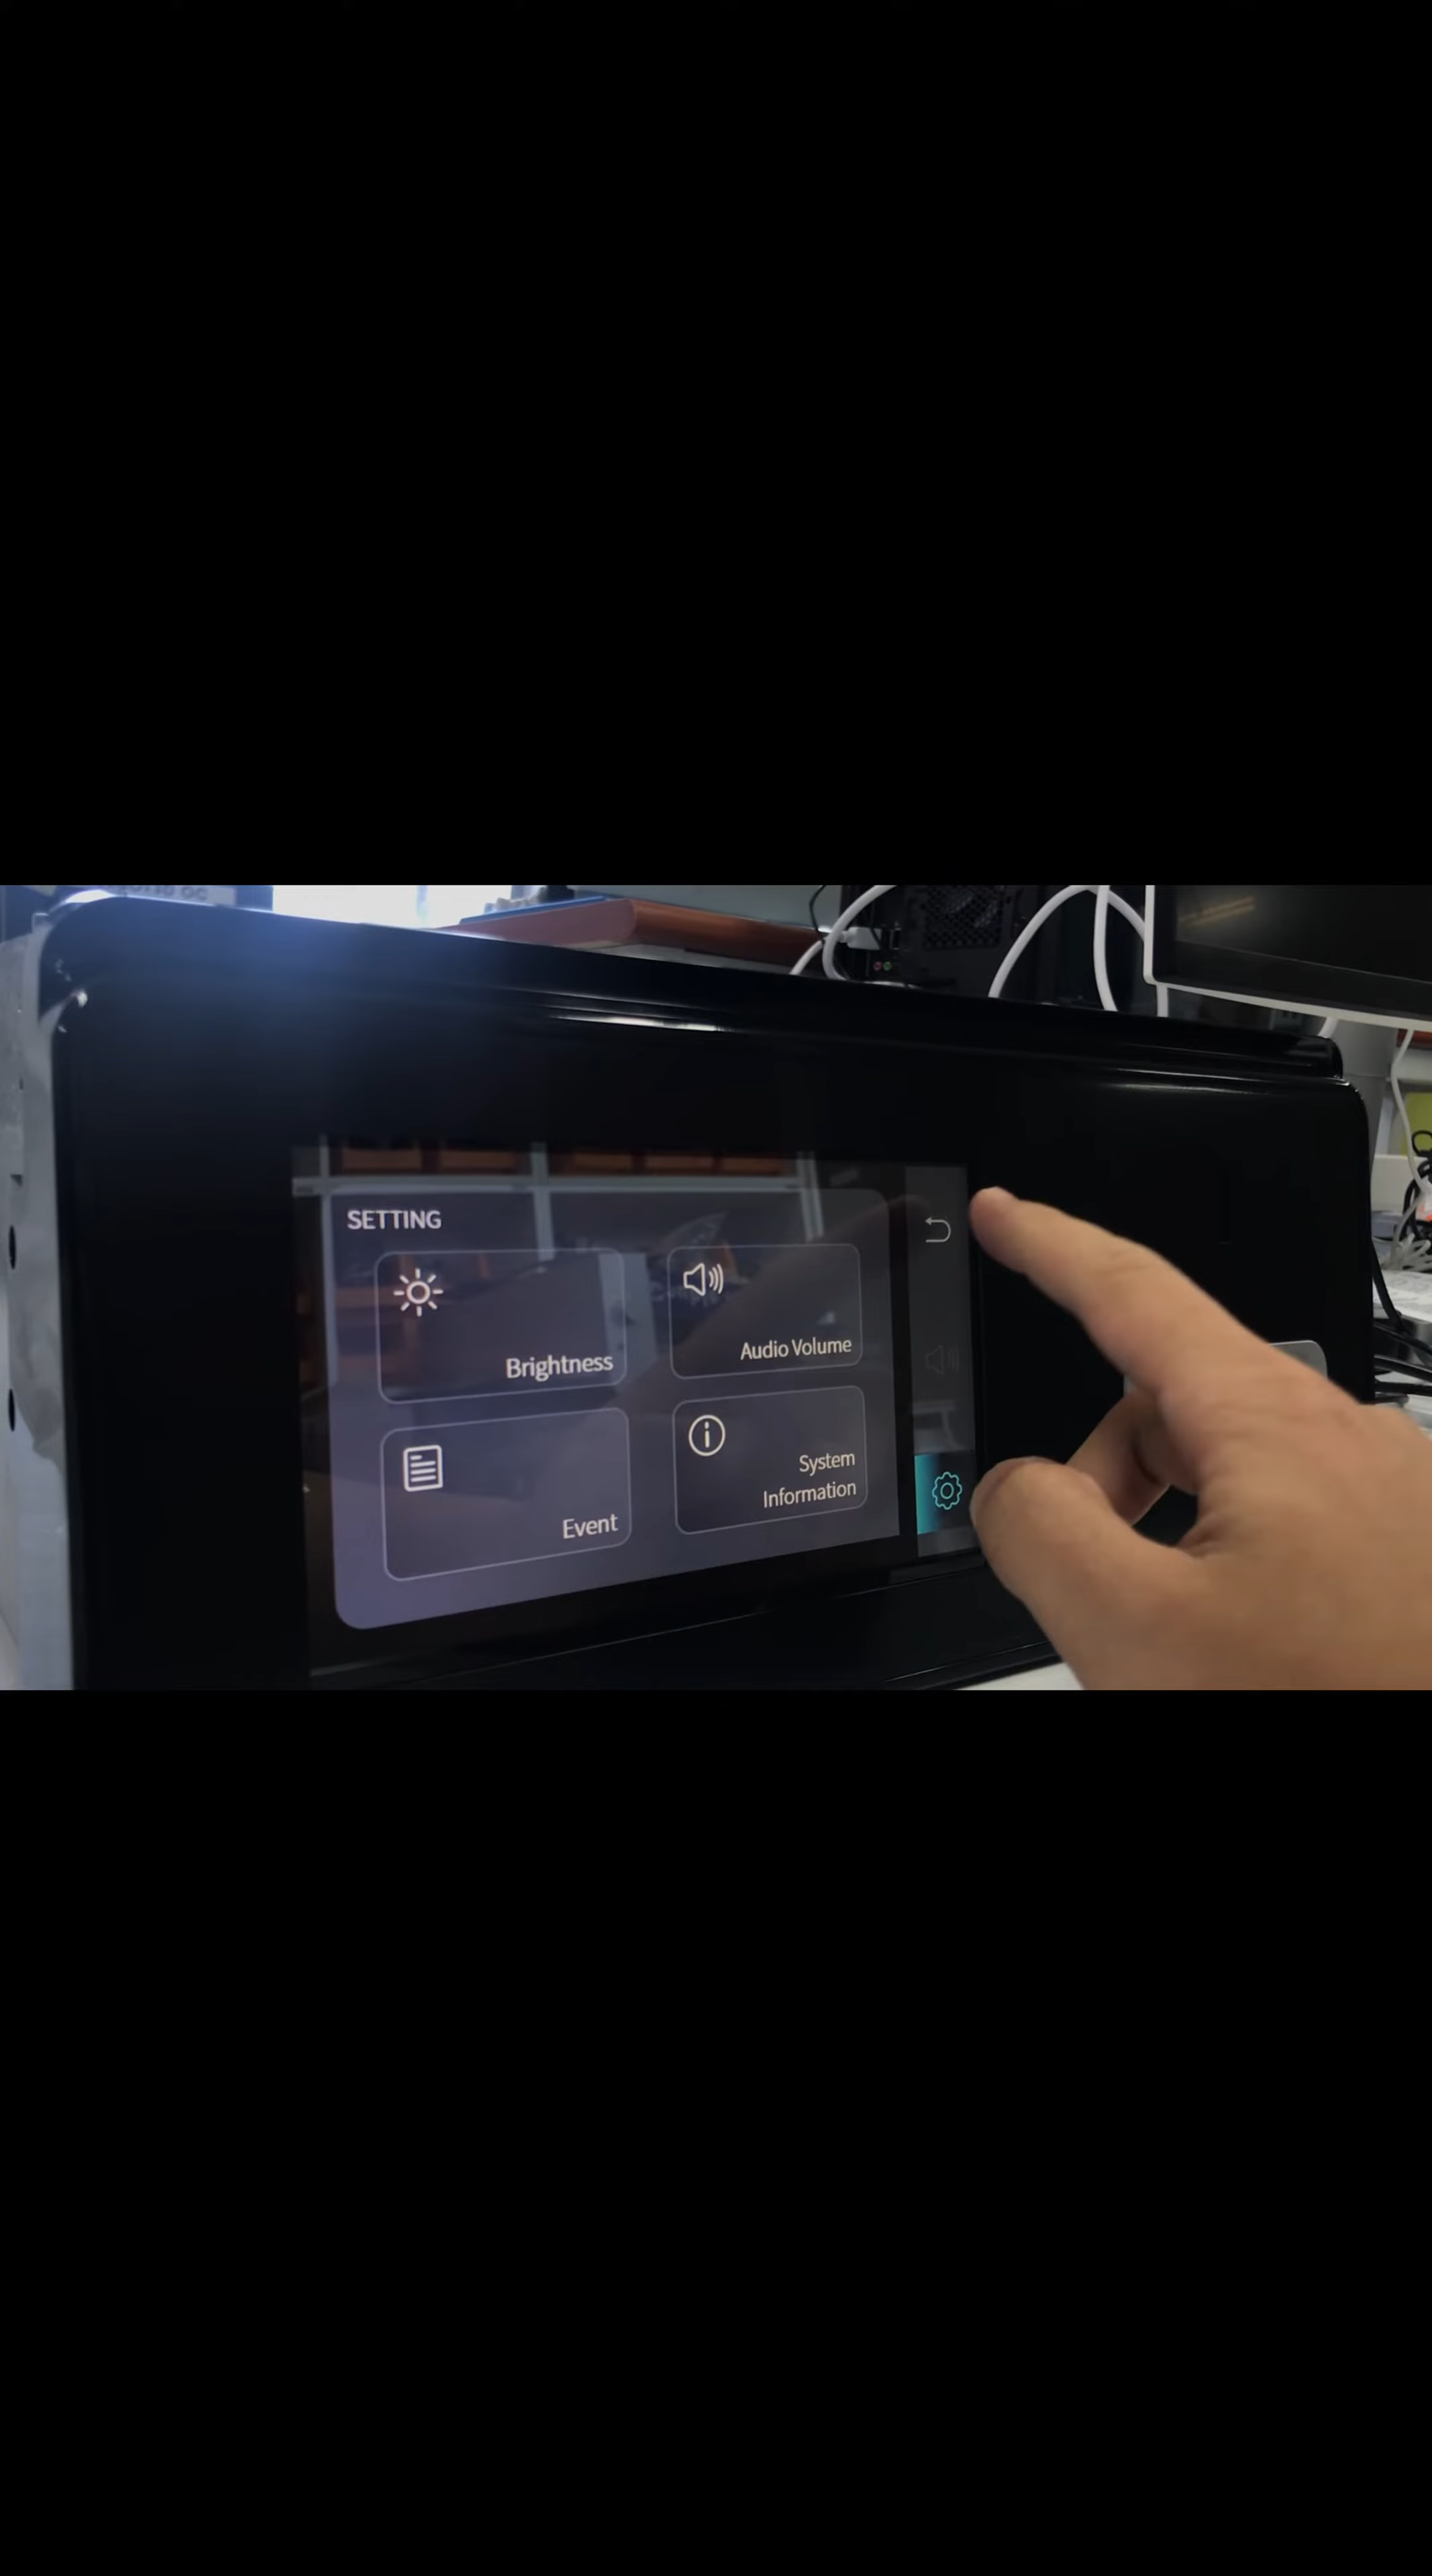 SETTING
Brightness
Audio Volume
Event
System
Information